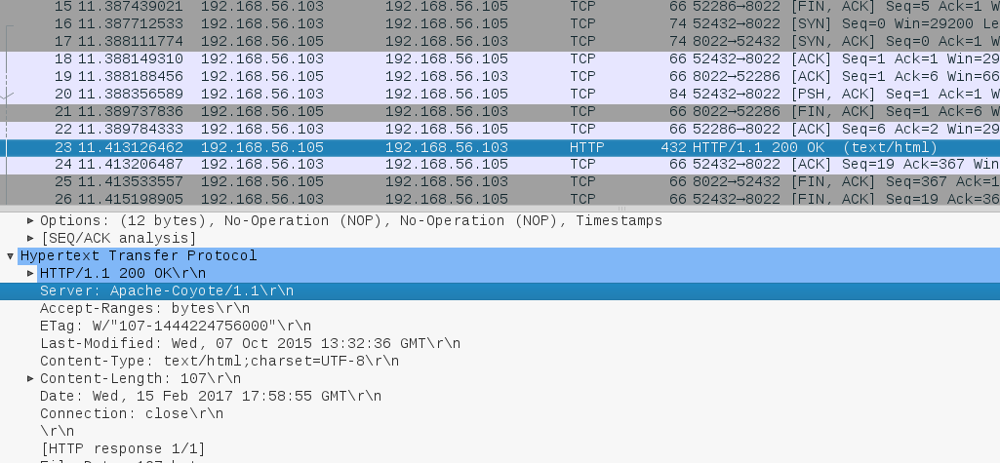 15 11.387439021 192.168.56.103 192.168.56.105 TCP 66 52286→8022 [FIN, ACK] Seq=5 Ack=1 W
16 11.387712533 192.168.56.103 192.168.56.105 TCP 74 52432→8022 [SYN] Seq=0 Win=29200 Le
17 11.388111774 192.168.56.105 192.168.56.103 TCP 74 8022→52432 [SYN, ACK] Seq=0 Ack=1 W
18 11.388149310 192.168.56.103 192.168.56.105 TCP 66 52432→8022 [ACK] Seq=1 Ack=1 Win=29
19 11.388188456 192.168.56.105 192.168.56.103 TCP 66 8022→52286 [ACK] Seq=1 Ack=6 Win=66
20 11.388356589 192.168.56.103 192.168.56.105 TCP 84 52432→8022 [PSH, ACK] Seq=1 Ack=1 W
21 11.389737836 192.168.56.105 192.168.56.103 TCP 66 8022→52286 [FIN, ACK] Seq=1 Ack=6 W
22 11.389784333 192.168.56.103 192.168.56.105 TCP 66 52286→8022 [ACK] Seq=6 Ack=2 Win=29
23 11.413126462 192.168.56.105 192.168.56.103 HTTP 432 HTTP/1.1 200 OK (text/html)
24 11.413206487 192.168.56.103 192.168.56.105 TCP 66 52432→8022 [ACK] Seq=19 Ack=367 Win
25 11.413533557 192.168.56.105 192.168.56.103 TCP 66 8022→52432 [FIN, ACK] Seq=367 Ack=1
26 11.415198905 192.168.56.103 192.168.56.105 TCP 66 52432→8022 [FIN, ACK] Seq=19 Ack=36
Options: (12 bytes), No-Operation (NOP), No-Operation (NOP), Timestamps
[SEQ/ACK analysis]
Hypertext Transfer Protocol
HTTP/1.1 200 OK\r\n
Server: Apache-Coyote/1.1\r\n
Accept-Ranges: bytes\r\n
ETag: W/"107-1444224756000"\r\n
Last-Modified: Wed, 07 Oct 2015 13:32:36 GMT\r\n
Content-Type: text/html;charset=UTF-8\r\n
Content-Length: 107\r\n
Date: Wed, 15 Feb 2017 17:58:55 GMT\r\n
Connection: close\r\n
\r\n
[HTTP response 1/1]